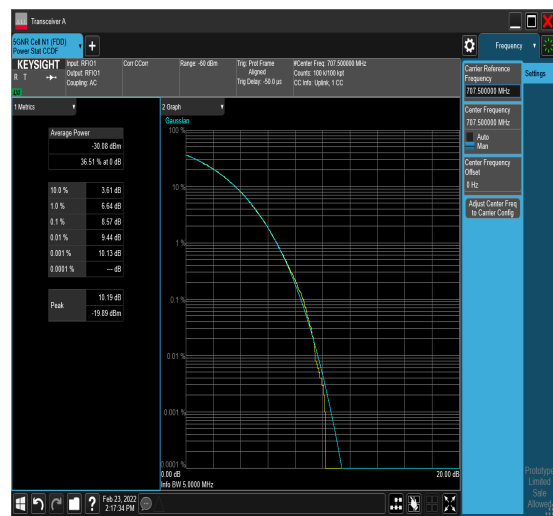 Transceiver A
5GNR Cell N1 (FDD)
Power Stat CCDF
Frequency
KEYSIGHT
R T
Input: RFIO1
Output: RFIO1
Coupling: AC
Corr CCorr
Range: -60 dBm
Trig: Prot Frame
Aligned
Trig Delay: -50.0 µs
#Center Freq: 707.500000 MHz
Counts: 100 k/100 kpt
CC Info: Uplink, 1 CC
1 Metrics
Average Power
-30.08 dBm
36.51 % at 0 dB
10.0 % 3.61 dB
1.0 % 6.64 dB
0.1 % 8.57 dB
0.01 % 9.44 dB
0.001 % 10.13 dB
0.0001 % --- dB
Peak
10.19 dB
-19.89 dBm
2 Graph
Gaussian
100 %
10 %
1 %
0.1 %
0.01 %
0.001 %
0.0001 %
0.00 dB
20.00 dB
Info BW 5.0000 MHz
Carrier Reference
Frequency
707.500000 MHz
Settings
Center Frequency
707.500000 MHz
Auto
Man
Center Frequency
Offset
0 Hz
Adjust Center Freq
to Carrier Config
Prototype
Limited
Sale
Allowed
?
Feb 23, 2022
2:17:34 PM